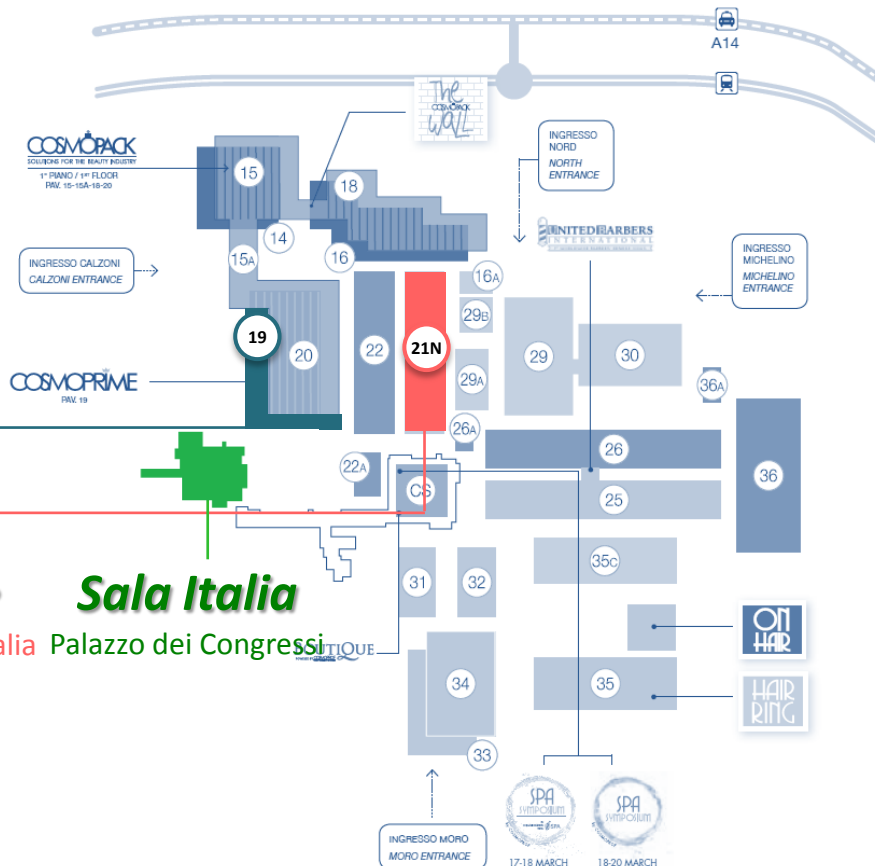 A14
The
COSMOPACK
WALL
COSMOPACK
SOLUTIONS FOR THE BEAUTY INDUSTRY
1° PIANO / 1ST FLOOR
PAV. 15-15A-18-20
INGRESSO
NORD
NORTH
ENTRANCE
15
18
14
16
15A
UNITED BARBERS
INTERNATIONAL
INGRESSO CALZONI
CALZONI ENTRANCE
INGRESSO
MICHELINO
MICHELINO
ENTRANCE
16A
29B
19
20
22
21N
29
30
29A
36A
COSMOPRIME
PAV. 19
26A
26
22A
CS
25
36
35C
31
32
Sala Italia
alia
Palazzo dei Congressi
BOUTIQUE
ON
HAIR
34
35
HAIR
RING
33
INGRESSO MORO
MORO ENTRANCE
SPA
SYMPOSIUM
17-18 MARCH
SPA
SYMPOSIUM
18-20 MARCH